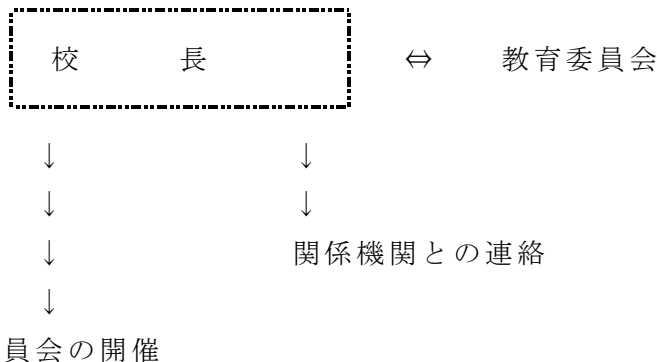 校長 ⇔ 教育委員会
↓ ↓
↓ ↓
↓ 関係機関との連絡
↓
員会の開催